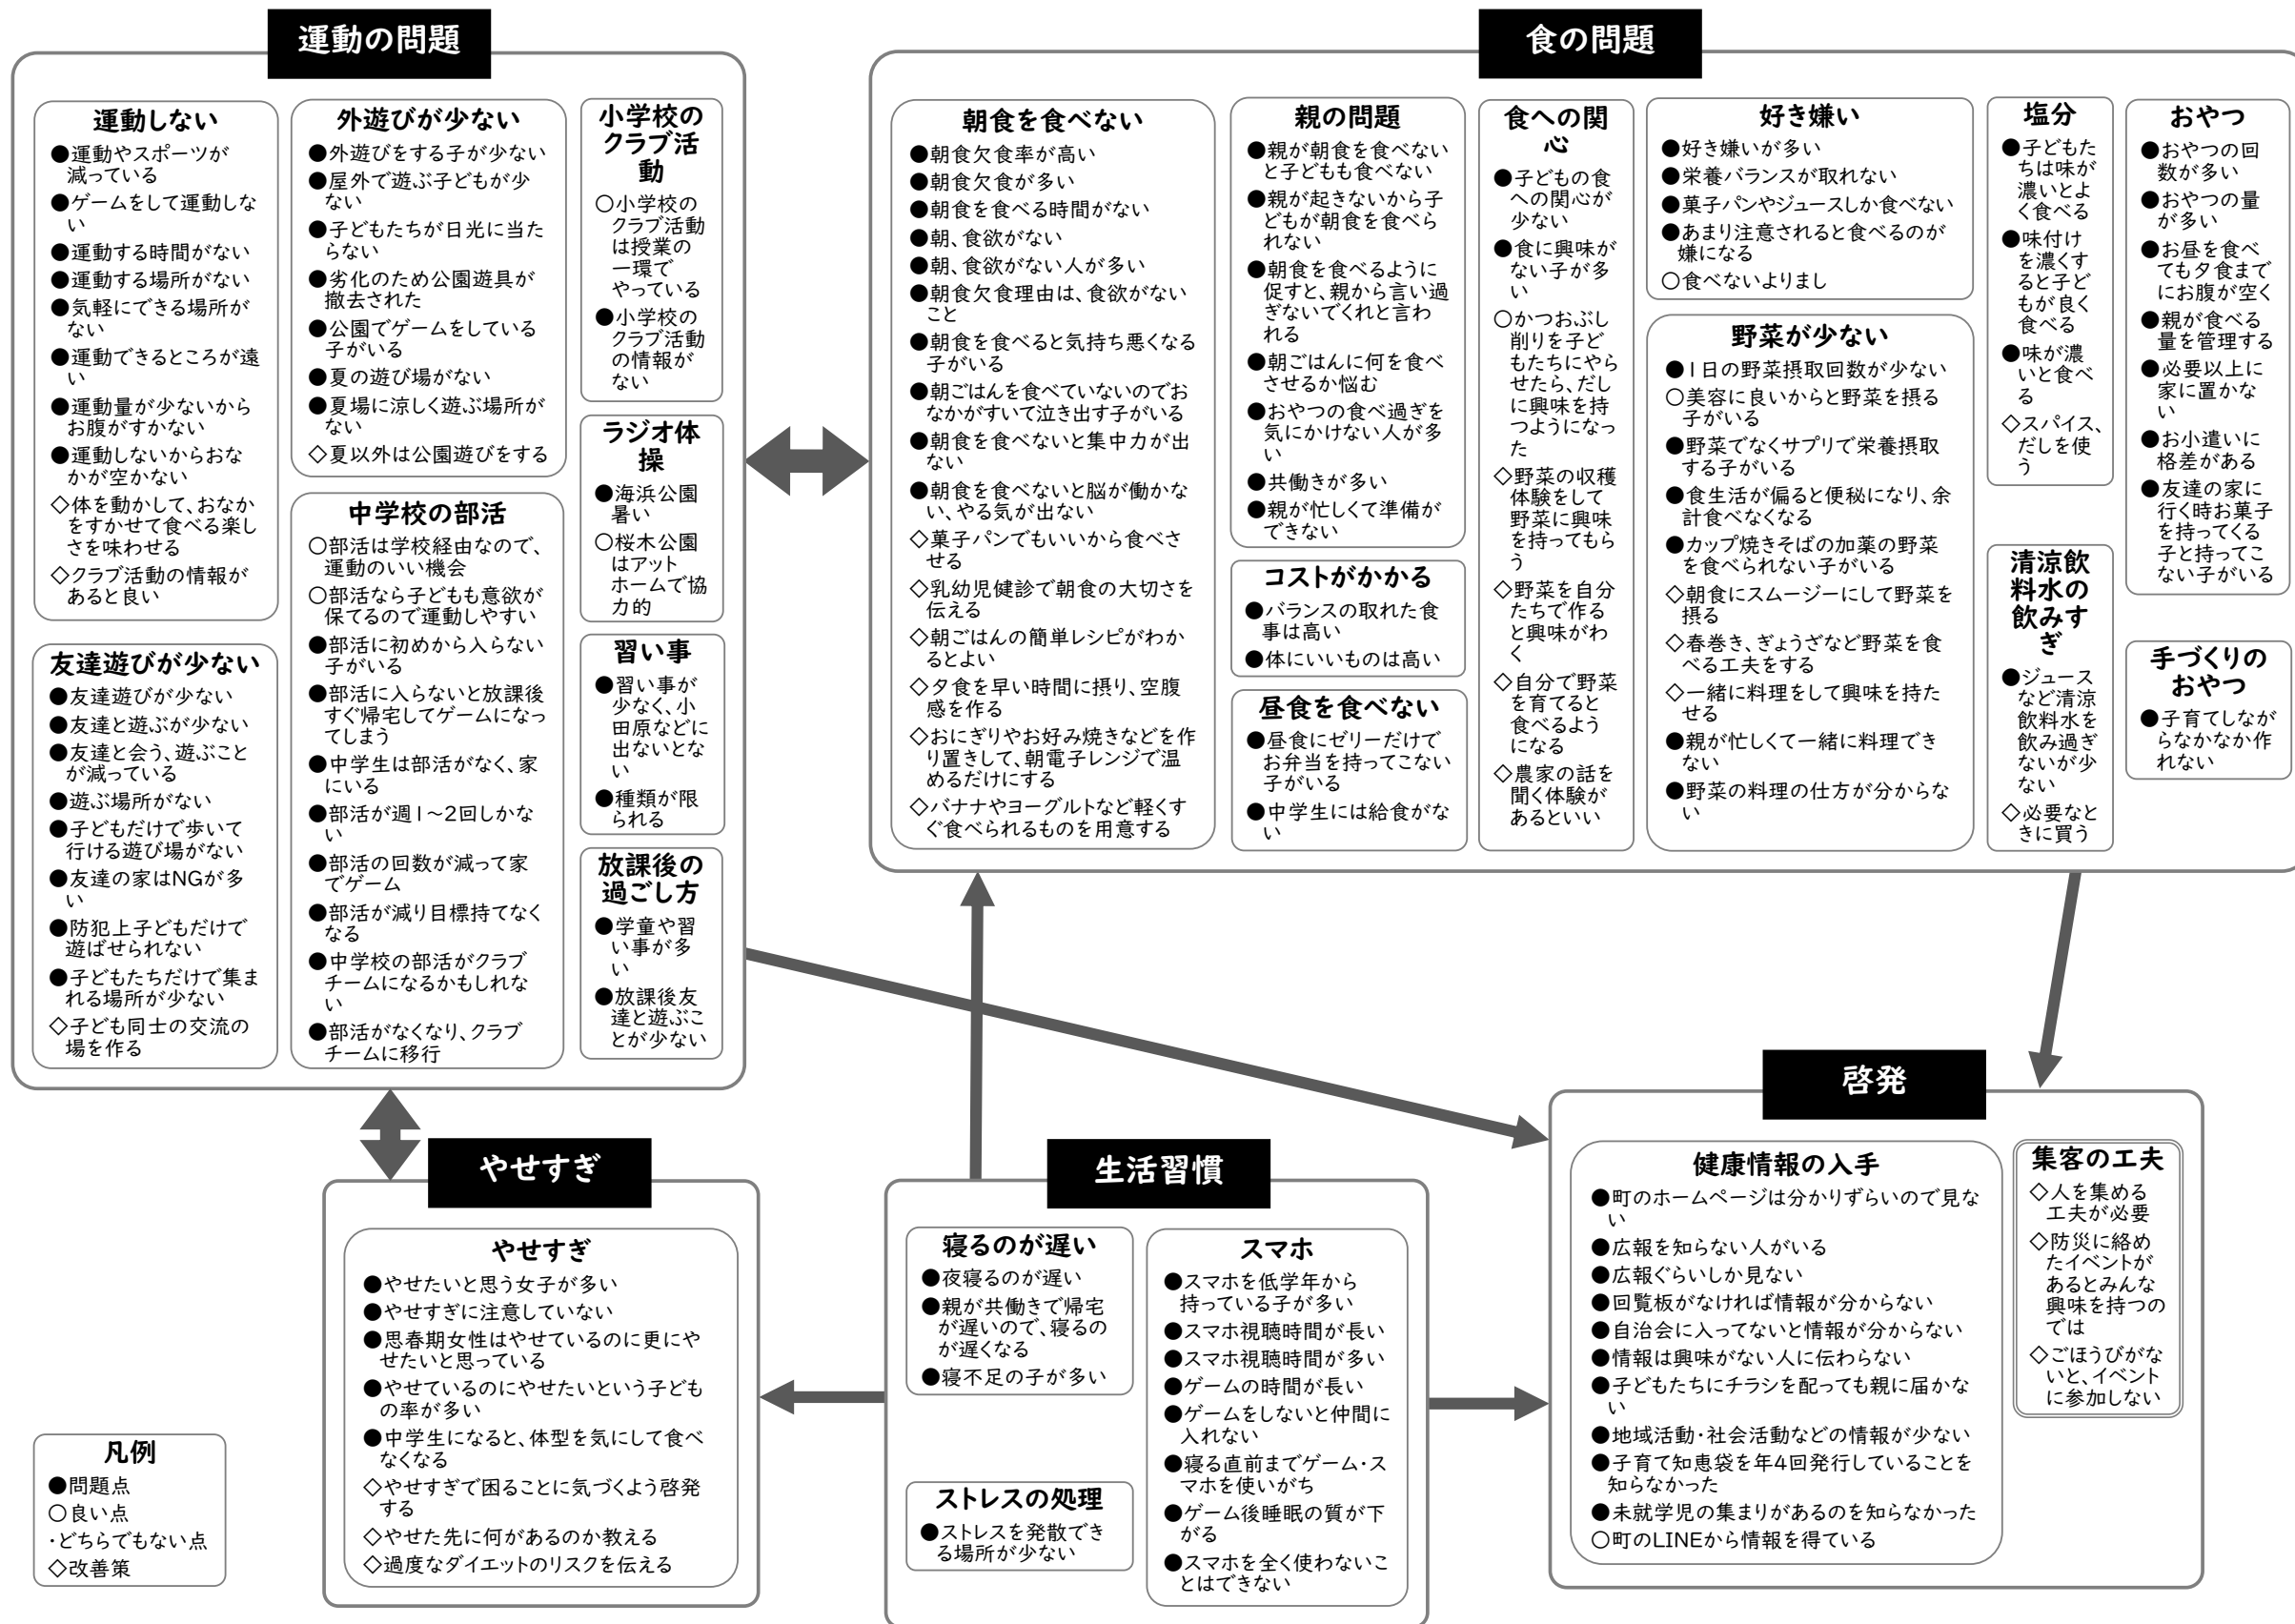 運動の問題
運動しない
●運動やスポーツが
減っている
●ゲームをして運動しな
い
●運動する時間がない
●運動する場所がない
●気軽にできる場所が
ない
●運動できるところが遠
い
●運動量が少ないから
お腹がすかない
●運動しないからおな
かが空かない
◇体を動かして、おなか
をすかせて食べる楽し
さを味わせる
◇クラブ活動の情報が
あると良い
友達遊びが少ない
●友達遊びが少ない
●友達と遊ぶが少ない
●友達と会う、遊ぶこと
が減っている
●遊ぶ場所がない
●子どもだけで歩いて
行ける遊び場がない
●友達の家はNGが多
い
●防犯上子どもだけで
遊ばせられない
●子どもたちだけで集ま
れる場所が少ない
◇子ども同士の交流の
場を作る
外遊びが少ない
●外遊びをする子が少ない
●屋外で遊ぶ子どもが少
ない
●子どもたちが日光に当た
らない
●劣化のため公園遊具が
撤去された
●公園でゲームをしている
子がいる
●夏の遊び場がない
●夏場に涼しく遊ぶ場所が
ない
◇夏以外は公園遊びをする
中学校の部活
○部活は学校経由なので、
運動のいい機会
○部活なら子どもも意欲が
保てるので運動しやすい
●部活に初めから入らない
子がいる
●部活に入らないと放課後
すぐ帰宅してゲームになっ
てしまう
●中学生は部活がなく、家
にいる
●部活が週1～2回しかな
い
●部活の回数が減って家
でゲーム
●部活が減り目標持てなく
なる
●中学校の部活がクラブ
チームになるかもしれな
い
●部活がなくなり、クラブ
チームに移行
小学校の
クラブ活
動
○小学校の
クラブ活動
は授業の
一環で
やっている
●小学校の
クラブ活動
の情報が
ない
ラジオ体
操
●海浜公園
暑い
○桜木公園
はアット
ホームで協
力的
習い事
●習い事が
少なく、小
田原などに
出ないとな
い
●種類が限
られる
放課後の
過ごし方
●学童や習
い事が多
い
●放課後友
達と遊ぶこ
とが少ない
食の問題
朝食を食べない
●朝食欠食率が高い
●朝食欠食が多い
●朝食を食べる時間がない
●朝、食欲がない
●朝、食欲がない人が多い
●朝食欠食理由は、食欲がない
こと
●朝食を食べると気持ち悪くなる
子がいる
●朝ごはんを食べていないのでお
なかがすいて泣き出す子がいる
●朝食を食べないと集中力が出
ない
●朝食を食べないと脳が働かな
い、やる気が出ない
◇菓子パンでもいいから食べさ
せる
◇乳幼児健診で朝食の大切さを
伝える
◇朝ごはんの簡単レシピがわか
るとよい
◇夕食を早い時間に摂り、空腹
感を作る
◇おにぎりやお好み焼きなどを作
り置きして、朝電子レンジで温
めるだけにする
◇バナナやヨーグルトなど軽くす
ぐ食べられるものを用意する
親の問題
●親が朝食を食べない
と子どもも食べない
●親が起きないから子
どもが朝食を食べら
れない
●朝食を食べるように
促すと、親から言い過
ぎないでくれと言わ
れる
●朝ごはんに何を食べ
させるか悩む
●おやつの食べ過ぎを
気にかけない人が多
い
●共働きが多い
●親が忙しくて準備が
できない
コストがかかる
●バランスの取れた食
事は高い
●体にいいものは高い
昼食を食べない
●昼食にゼリーだけで
お弁当を持ってこない
子がいる
●中学生には給食がな
い
食への関
心
●子どもの食
への関心が
少ない
●食に興味が
ない子が多
い
○かつおぶし
削りを子ど
もたちにやら
せたら、だし
に興味を持
つようになっ
た
◇野菜の収穫
体験をして
野菜に興味
を持ってもら
う
◇野菜を自分
たちで作る
と興味がわ
く
◇自分で野菜
を育てると
食べるよう
になる
◇農家の話を
聞く体験が
あるといい
好き嫌い
●好き嫌いが多い
●栄養バランスが取れない
●菓子パンやジュースしか食べない
●あまり注意されると食べるのが
嫌になる
○食べないよりまし
野菜が少ない
●1日の野菜摂取回数が少ない
○美容に良いからと野菜を摂る
子がいる
●野菜でなくサプリで栄養摂取
する子がいる
●食生活が偏ると便秘になり、余
計食べなくなる
●カップ焼きそばの加薬の野菜
を食べられない子がいる
◇朝食にスムージーにして野菜を
摂る
◇春巻き、ぎょうざなど野菜を食
べる工夫をする
◇一緒に料理をして興味を持た
せる
●親が忙しくて一緒に料理でき
ない
●野菜の料理の仕方が分からな
い
塩分
●子どもた
ちは味が
濃いとよ
く食べる
●味付け
を濃くす
ると子ど
もが良く
食べる
●味が濃
いと食べ
る
◇スパイス、
だしを使
う
清涼飲
料水の
飲みす
ぎ
●ジュース
など清涼
飲料水を
飲み過ぎ
ないが少
ない
◇必要なと
きに買う
おやつ
●おやつの回
数が多い
●おやつの量
が多い
●お昼を食べ
ても夕食まで
にお腹が空く
●親が食べる
量を管理する
●必要以上に
家に置かな
い
●お小遣いに
格差がある
●友達の家に
行く時お菓子
を持ってくる
子と持ってこ
ない子がいる
手づくりの
おやつ
●子育てしなが
らなかなか作
れない
やせすぎ
やせすぎ
●やせたいと思う女子が多い
●やせすぎに注意していない
●思春期女性はやせているのに更にや
せたいと思っている
●やせているのにやせたいという子ども
の率が多い
●中学生になると、体型を気にして食べ
なくなる
◇やせすぎで困ることに気づくよう啓発
する
◇やせた先に何があるのか教える
◇過度なダイエットのリスクを伝える
生活習慣
寝るのが遅い
●夜寝るのが遅い
●親が共働きで帰宅
が遅いので、寝るの
が遅くなる
●寝不足の子が多い
ストレスの処理
●ストレスを発散でき
る場所が少ない
スマホ
●スマホを低学年から
持っている子が多い
●スマホ視聴時間が長い
●スマホ視聴時間が多い
●ゲームの時間が長い
●ゲームをしないと仲間に
入れない
●寝る直前までゲーム・ス
マホを使いがち
●ゲーム後睡眠の質が下
がる
●スマホを全く使わないこ
とはできない
啓発
健康情報の入手
●町のホームページは分かりずらいので見な
い
●広報を知らない人がいる
●広報ぐらいしか見ない
●回覧板がなければ情報が分からない
●自治会に入ってないと情報が分からない
●情報は興味がない人に伝わらない
●子どもたちにチラシを配っても親に届かな
い
●地域活動・社会活動などの情報が少ない
●子育て知恵袋を年4回発行していることを
知らなかった
●未就学児の集まりがあるのを知らなかった
○町のLINEから情報を得ている
集客の工夫
◇人を集める
工夫が必要
◇防災に絡め
たイベントが
あるとみんな
興味を持つの
では
◇ごほうびがな
いと、イベント
に参加しない
凡例
●問題点
○良い点
・どちらでもない点
◇改善策